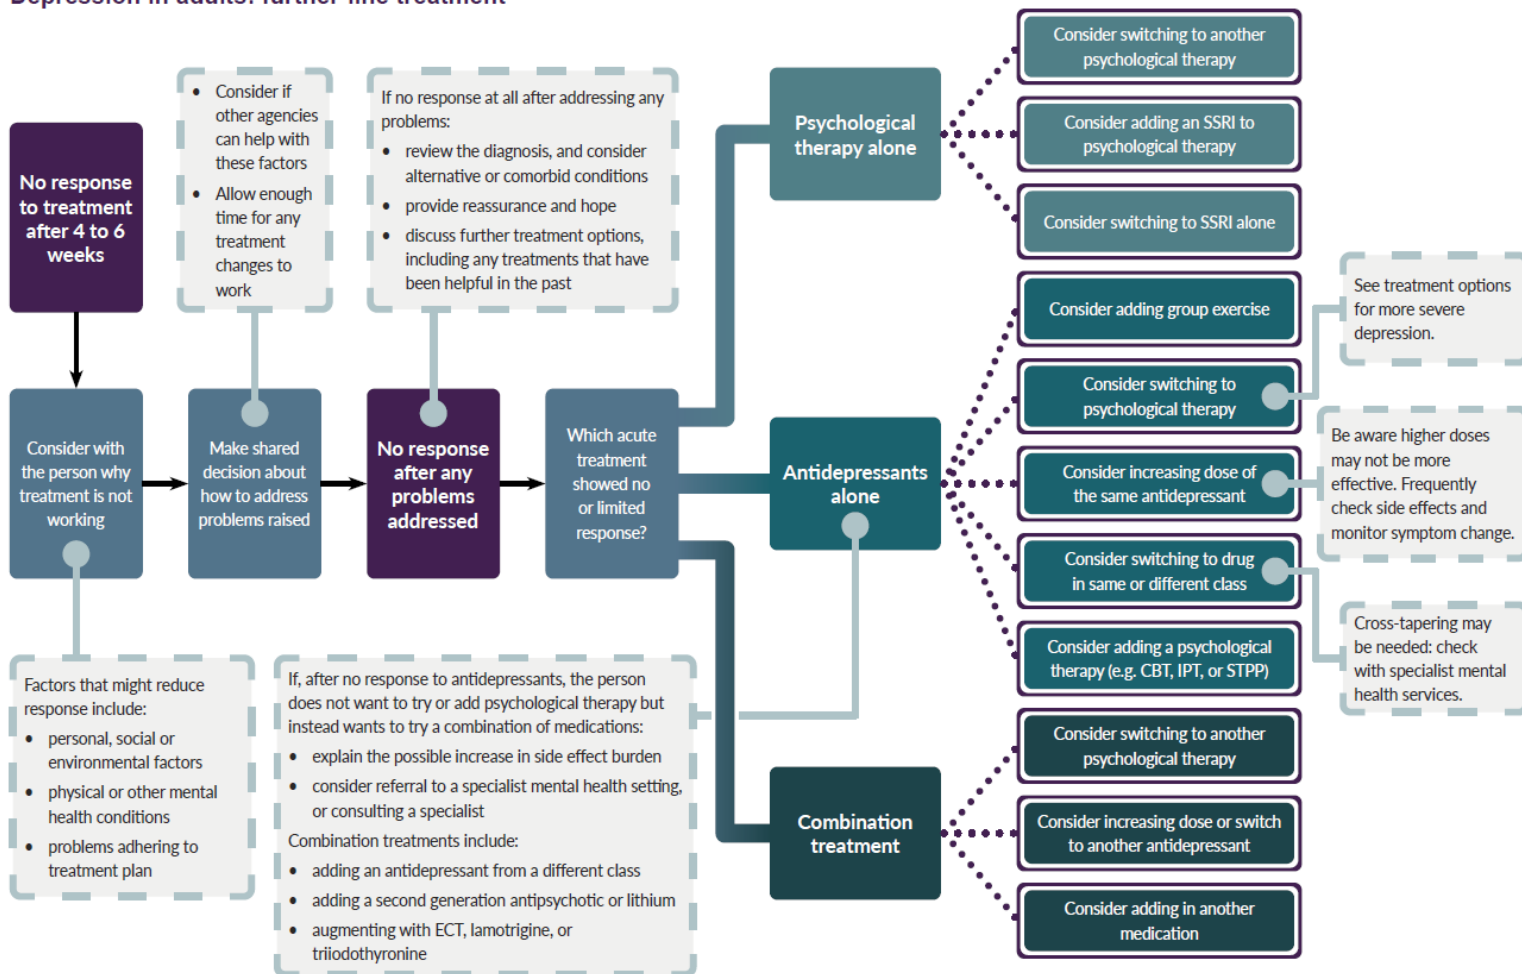 Depression in adults: further-line treatment
No response
to treatment
after 4 to 6
weeks
• Consider if
other agencies
can help with
these factors
• Allow enough
time for any
treatment
changes to
work
If no response at all after addressing any
problems:
• review the diagnosis, and consider
alternative or comorbid conditions
• provide reassurance and hope
• discuss further treatment options,
including any treatments that have
been helpful in the past
Consider with
the person why
treatment is not
working
Make shared
decision about
how to address
problems raised
No response
after any
problems
addressed
Which acute
treatment
showed no
or limited
response?
Factors that might reduce
response include:
• personal, social or
environmental factors
• physical or other mental
health conditions
• problems adhering to
treatment plan
If, after no response to antidepressants, the person
does not want to try or add psychological therapy but
instead wants to try a combination of medications:
• explain the possible increase in side effect burden
• consider referral to a specialist mental health setting,
or consulting a specialist
Combination treatments include:
• adding an antidepressant from a different class
• adding a second generation antipsychotic or lithium
• augmenting with ECT, lamotrigine, or
triiodothyronine
Psychological
therapy alone
Consider switching to another
psychological therapy
Consider adding an SSRI to
psychological therapy
Consider switching to SSRI alone
Antidepressants
alone
Consider adding group exercise
Consider switching to
psychological therapy
See treatment options
for more severe
depression.
Consider increasing dose of
the same antidepressant
Be aware higher doses
may not be more
effective. Frequently
check side effects and
monitor symptom change.
Consider switching to drug
in same or different class
Cross-tapering may
be needed: check
with specialist mental
health services.
Consider adding a psychological
therapy (e.g. CBT, IPT, or STPP)
Combination
treatment
Consider switching to another
psychological therapy
Consider increasing dose or switch
to another antidepressant
Consider adding in another
medication